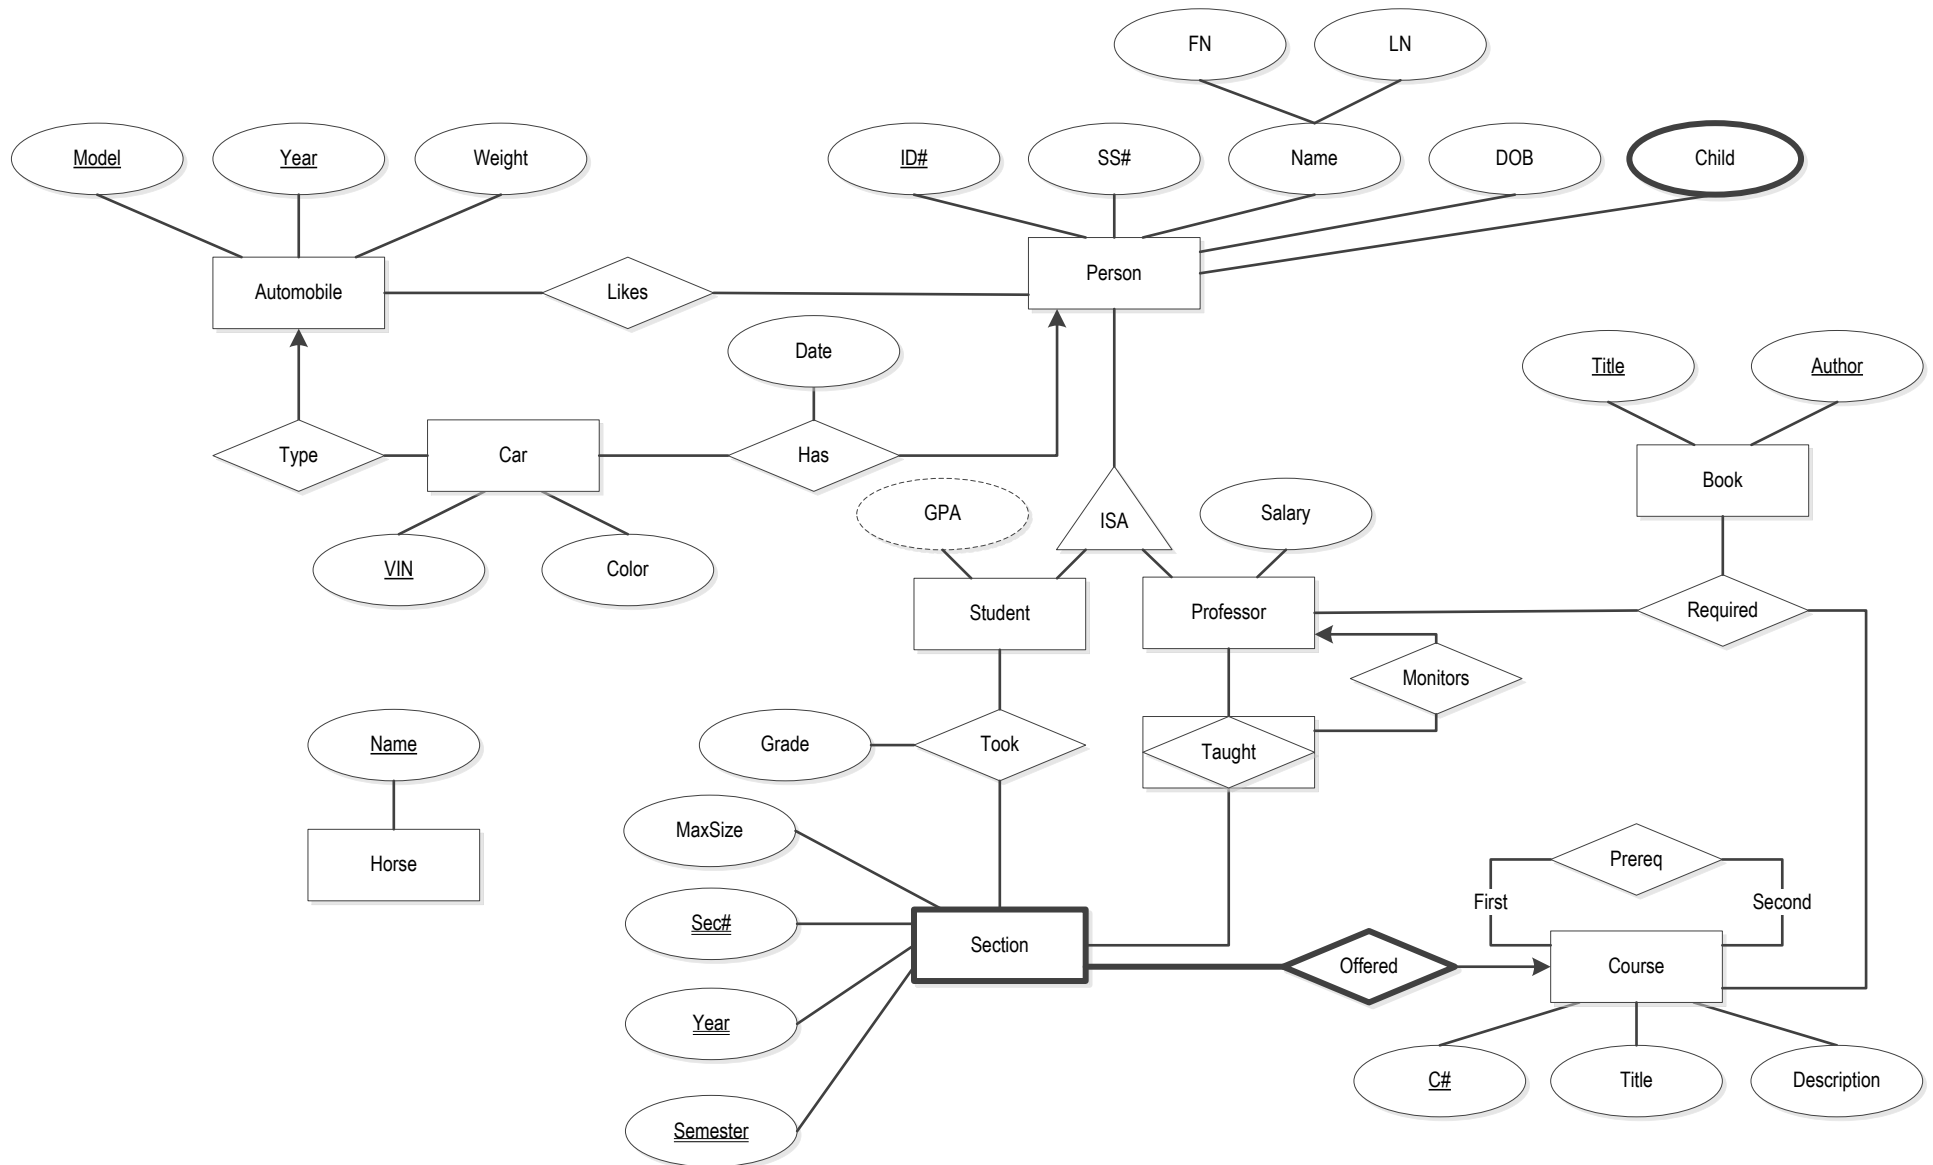 FN
LN
Model
Year
Weight
ID#
SS#
Name
DOB
Child
Automobile
Likes
Person
Date
Title
Author
Type
Car
Has
Book
GPA
ISA
Salary
VIN
Color
Student
Professor
Required
Monitors
Name
Grade
Took
Taught
MaxSize
Horse
Prereq
First
Second
Sec#
Section
Offered
Course
Year
C#
Title
Description
Semester